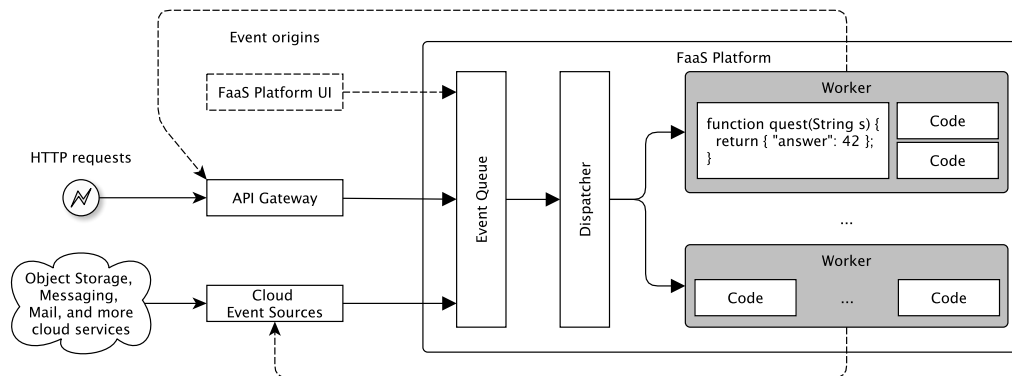 Event origins
FaaS Platform
FaaS Platform UI
HTTP requests
API Gateway
Object Storage,
Messaging,
Mail, and more
cloud services
Cloud
Event Sources
Event Queue
Dispatcher
Worker
function quest(String s) {
return { "answer": 42 };
}
Code
Code
...
Worker
Code
...
Code